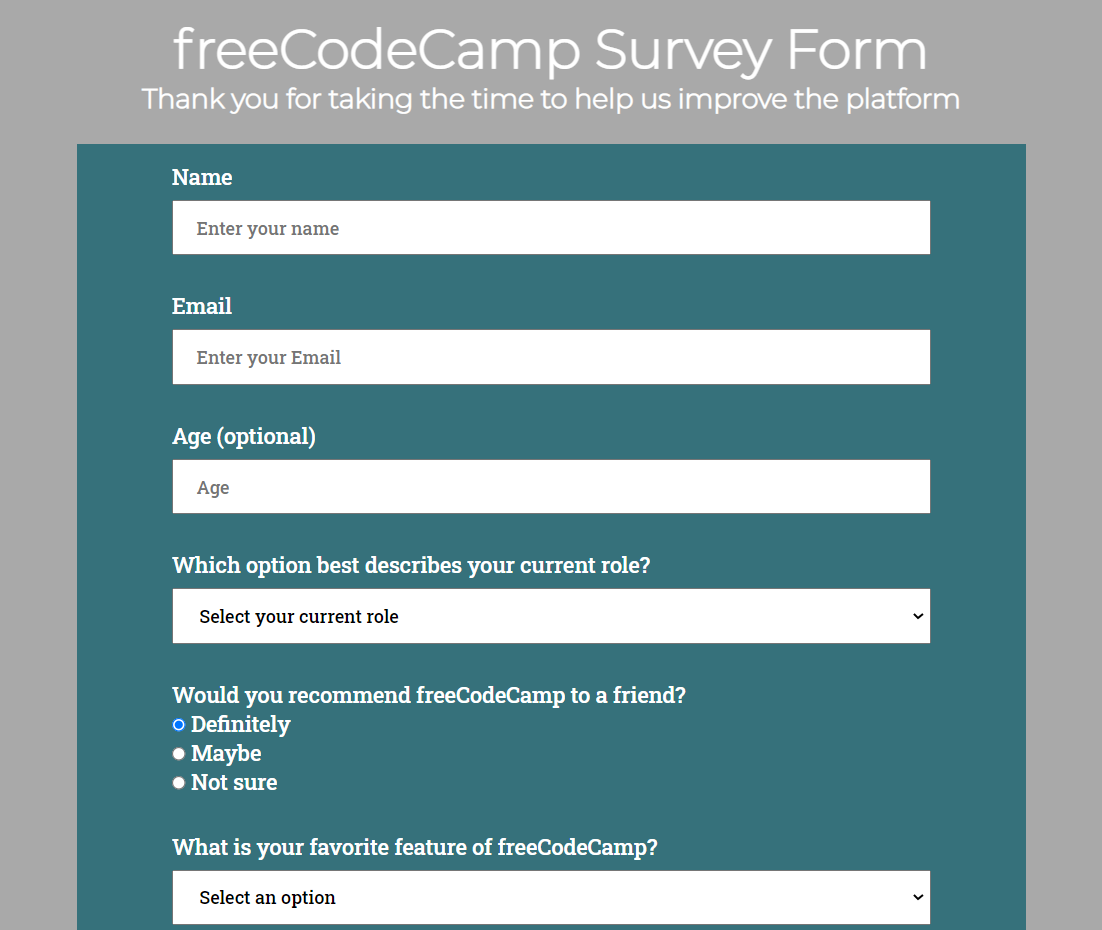 freeCodeCamp Survey Form
Thank you for taking the time to help us improve the platform
Name
Enter your name
Email
Enter your Email
Age (optional)
Age
Which option best describes your current role?
Select your current role
Would you recommend freeCodeCamp to a friend?
Definitely
Maybe
Not sure
What is your favorite feature of freeCodeCamp?
Select an option